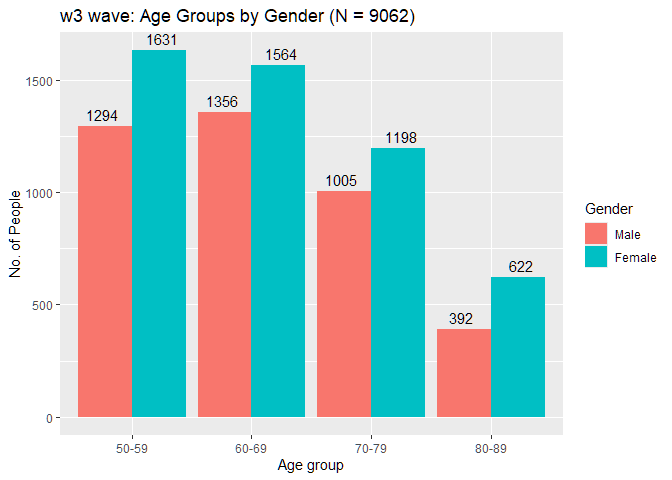 w3 wave: Age Groups by Gender (N = 9062)
1631
1564
1294
1356
1198
1005
622
392
1500
1000
500
0
No. of People
50-59 60-69 70-79 80-89
Age group
Gender
Male
Female